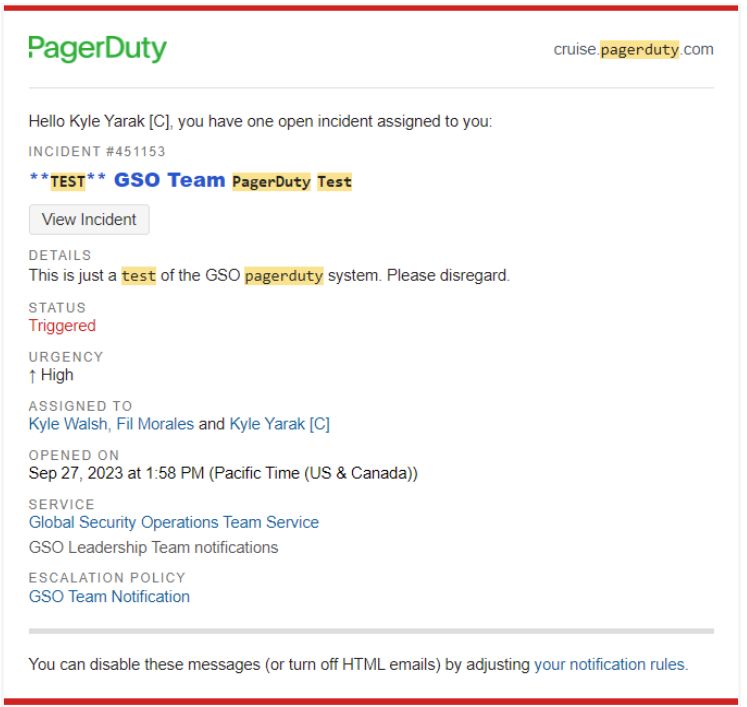 PagerDuty
cruise.pagerduty.com
Hello Kyle Yarak [C], you have one open incident assigned to you:
INCIDENT #451153
**TEST** GSO Team PagerDuty Test
View Incident
DETAILS
This is just a test of the GSO pagerduty system. Please disregard.
STATUS
Triggered
URGENCY
↑ High
ASSIGNED TO
Kyle Walsh, Fil Morales and Kyle Yarak [C]
OPENED ON
Sep 27, 2023 at 1:58 PM (Pacific Time (US & Canada))
SERVICE
Global Security Operations Team Service
GSO Leadership Team notifications
ESCALATION POLICY
GSO Team Notification
You can disable these messages (or turn off HTML emails) by adjusting your notification rules.